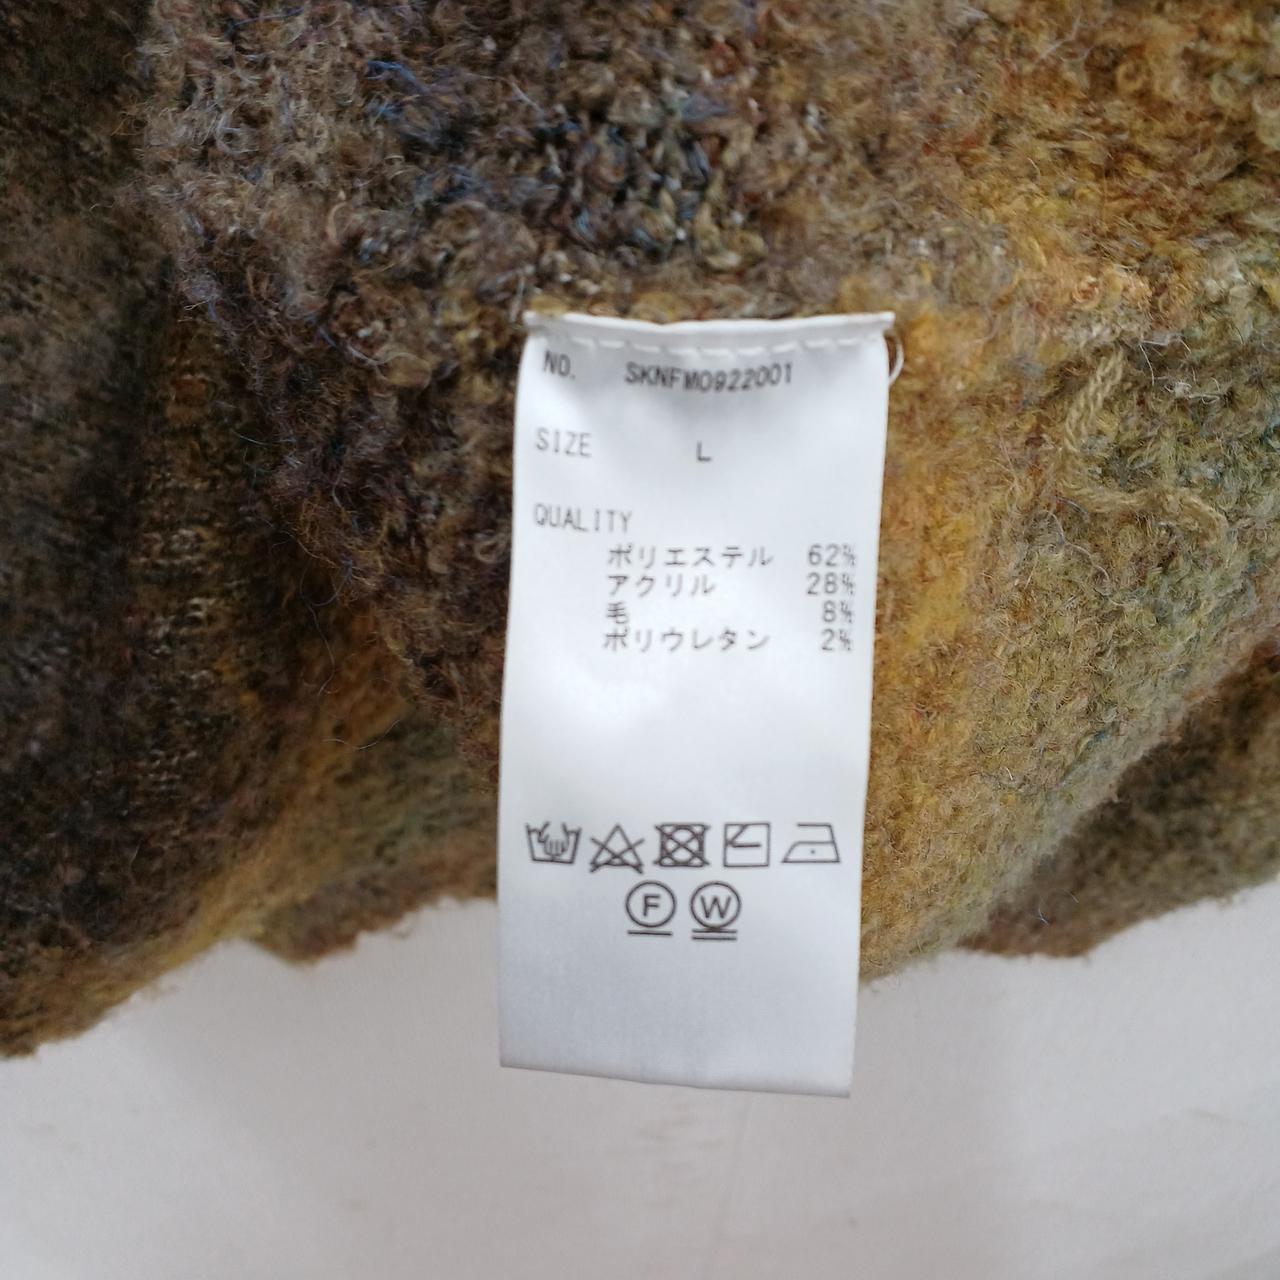 NO. SKNFM0922001
SIZE L
QUALITY
ポリエステル 62%
アクリル 28%
毛 8%
ポリウレタン 2%
F W